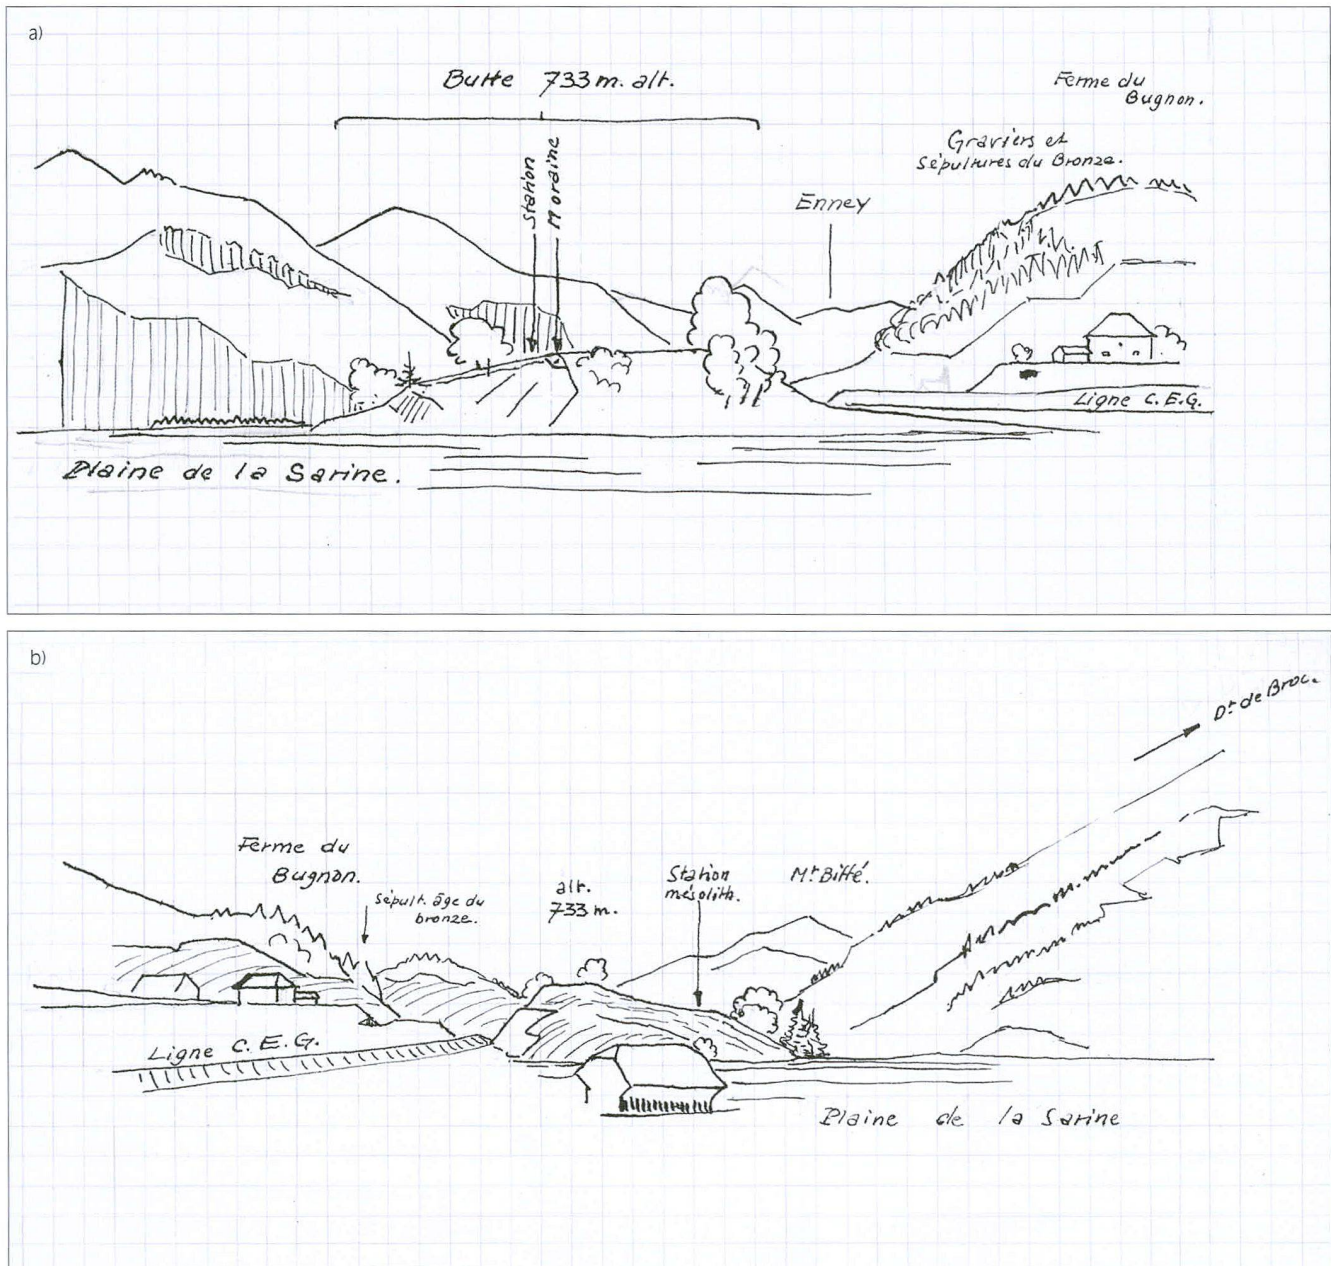 a)
Butte 733 m. alt.
Ferme du
Bugnon.
Graviers et
Sépultures du Bronze.
Station
Moraine
Enney
Ligne C.E.G.
Plaine de la Sarine.
b)
Dt. de Broc.
Ferme du
Bugnon.
Sépult. âge du
bronze.
alt.
733 m.
Station
mésolith.
Mt Biffé.
Ligne C.E.G.
Plaine de la Sarine